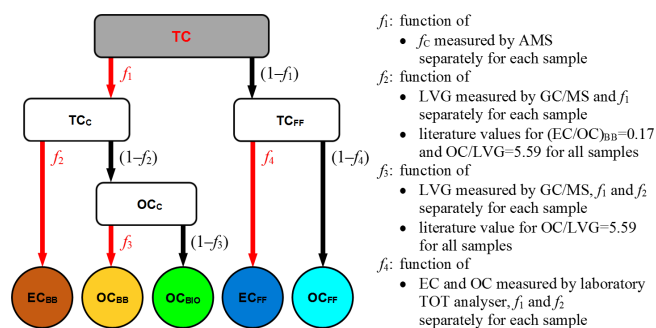 TC
f1
(1–f1)
TCC
TCFF
f2
(1–f2)
f4
(1–f4)
OCC
f3
(1–f3)
ECBB
OCBB
OCBIO
ECFF
OCFF
f1: function of
• fC measured by AMS
separately for each sample
f2: function of
• LVG measured by GC/MS and f1
separately for each sample
• literature values for (EC/OC)BB=0.17
and OC/LVG=5.59 for all samples
f3: function of
• LVG measured by GC/MS, f1 and f2
separately for each sample
• literature value for OC/LVG=5.59
for all samples
f4: function of
• EC and OC measured by laboratory
TOT analyser, f1 and f2
separately for each sample